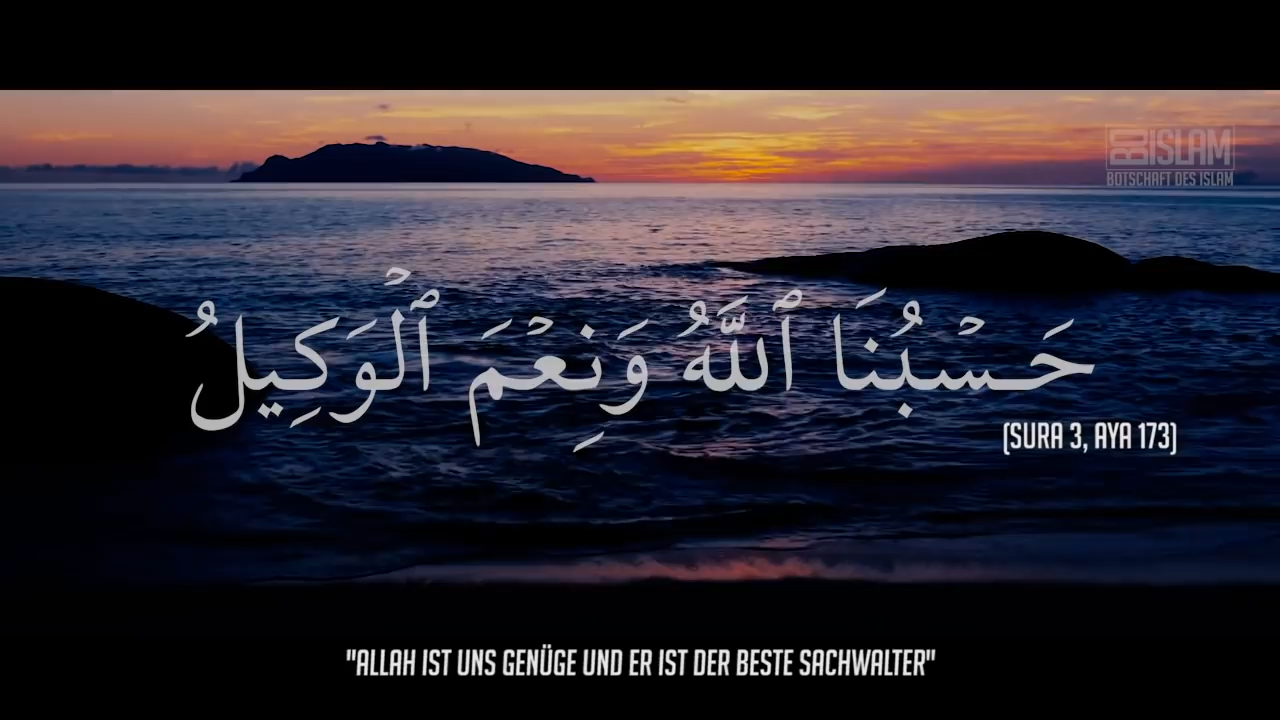 BDISLAM
BOTSCHAFT DES ISLAM
حَسْبُنَا ٱللَّهُ وَنِعْمَ ٱلْوَكِيلُ
(SURA 3, AYA 173)
"ALLAH IST UNS GENÜGE UND ER IST DER BESTE SACHWALTER"